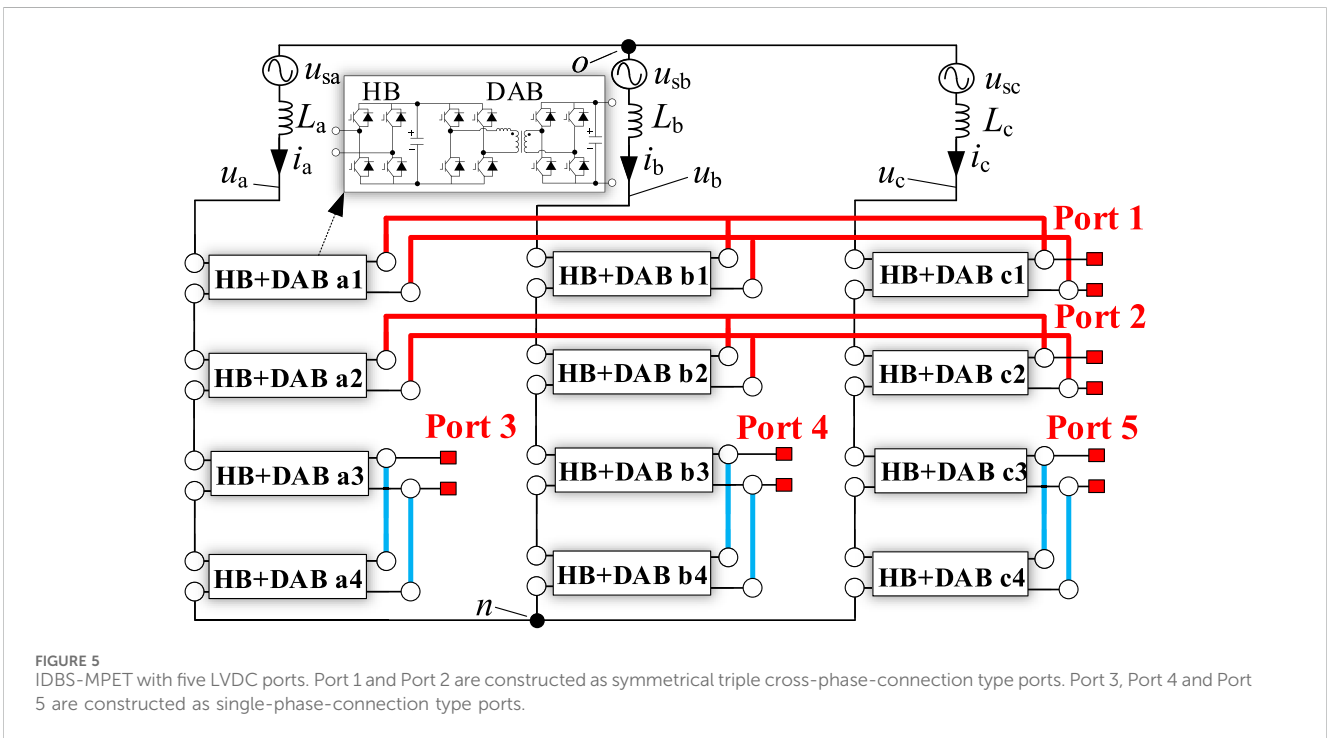 o
usa
usb
usc
HB DAB
La
Lb
Lc
ia
ib
ic
ua
ub
uc
+
-
+
-
Port 1
HB+DAB a1
HB+DAB b1
HB+DAB c1
Port 2
HB+DAB a2
HB+DAB b2
HB+DAB c2
Port 3
Port 4
Port 5
HB+DAB a3
HB+DAB b3
HB+DAB c3
HB+DAB a4
HB+DAB b4
HB+DAB c4
n
FIGURE 5
IDBS-MPET with five LVDC ports. Port 1 and Port 2 are constructed as symmetrical triple cross-phase-connection type ports. Port 3, Port 4 and Port
5 are constructed as single-phase-connection type ports.